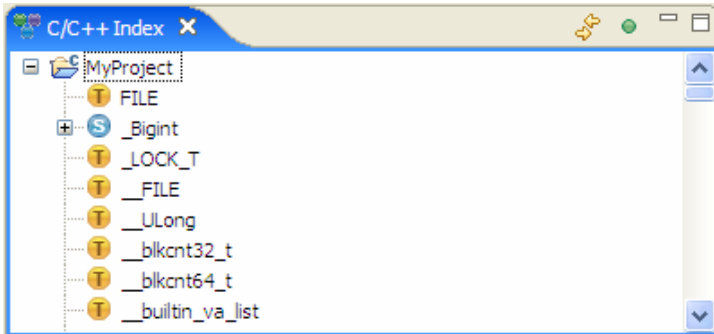 C/C++ Index
MyProject
FILE
_Bigint
_LOCK_T
__FILE
__ULong
__blkcnt32_t
__blkcnt64_t
__builtin_va_list